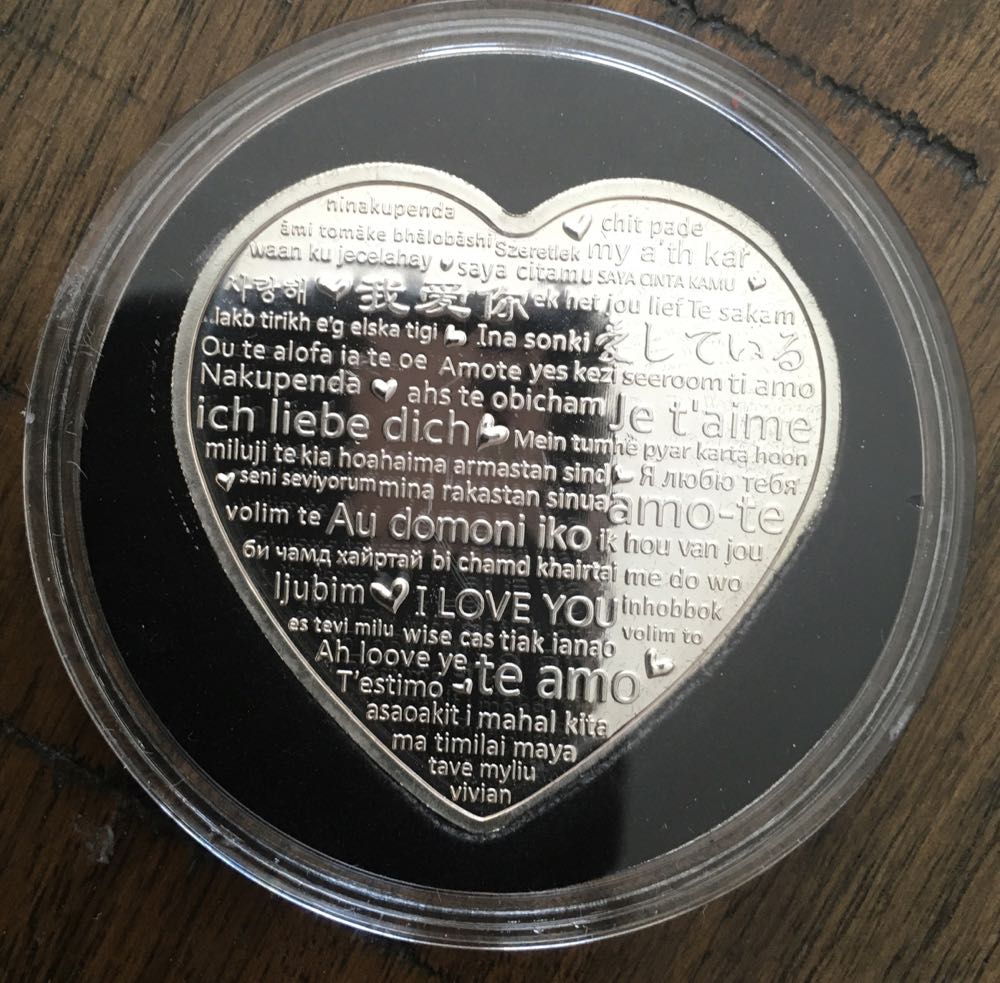 ninakupenda
chit pade
āmi tomāke bhālobāshi Szeretlek my a'th kar
waan ku jecelahay saya citamu SAYA CINTA KAMU
사랑해 我愛你 ek het jou lief Te sakam
lakb tirikh e'g elska tigi Ina sonki 愛している
Ou te alofa ia te oe Amote yes kez seeroom ti amo
Nakupenda ahs te obicham Je t'aime
ich liebe dich Mein tumhe pyar karta hoon
miluji te kia hoahaima armastan sind Я люблю тебя
seni seviyorum mina rakastan sinua amo-te
volim te Au domoni iko ik hou van jou
би чамд хайртай bi chamd khairtai me do wo
ljubim I LOVE YOU inhobbok
es tevi milu wise cas tiak ianao volim to
Ah loove ye te amo
T'estimo
asaoakit i mahal kita
ma timilai maya
tave myliu
vivian